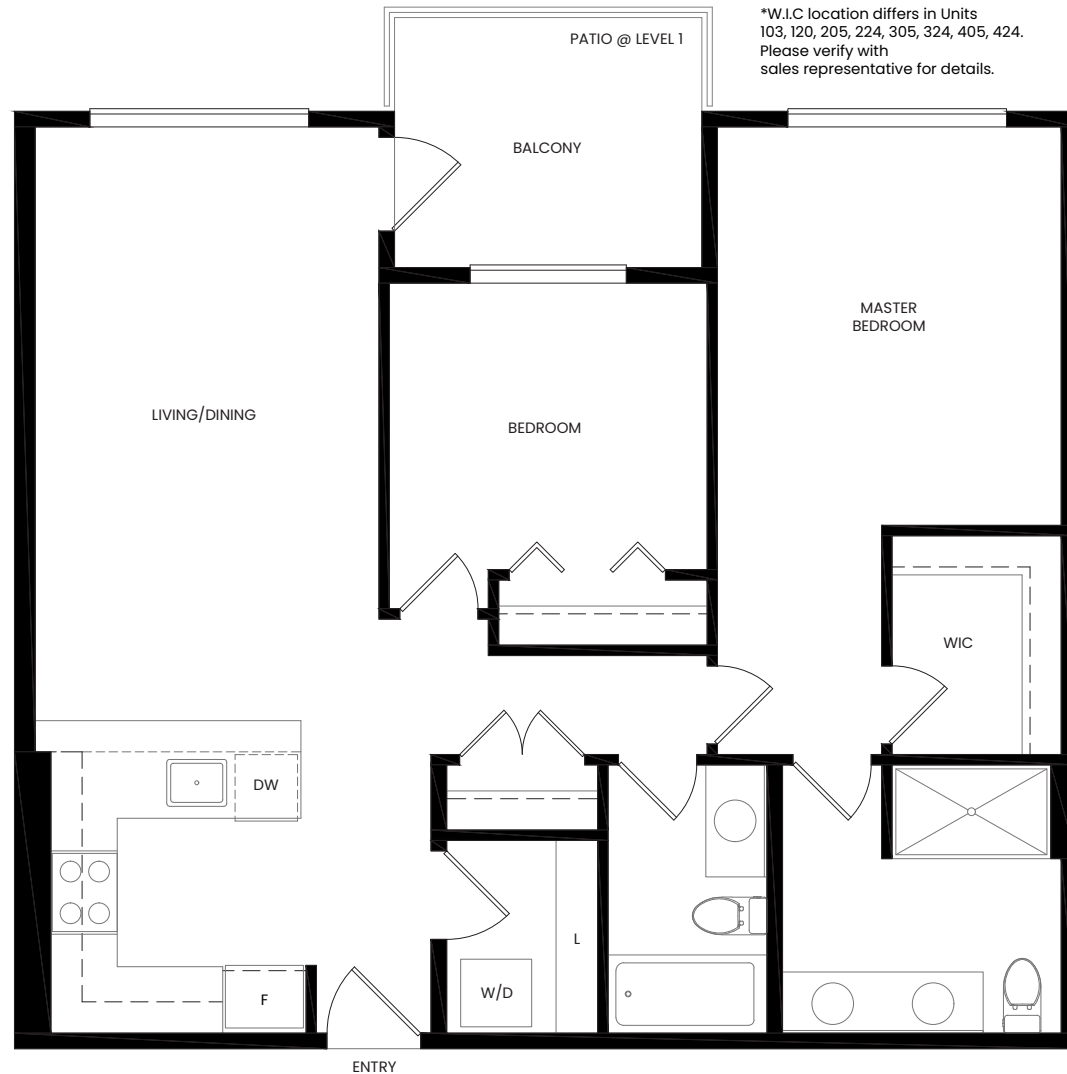 *W.I.C location differs in Units
103, 120, 205, 224, 305, 324, 405, 424.
Please verify with
sales representative for details.
PATIO @ LEVEL 1
BALCONY
MASTER
BEDROOM
LIVING/DINING
BEDROOM
WIC
DW
L
W/D
F
ENTRY